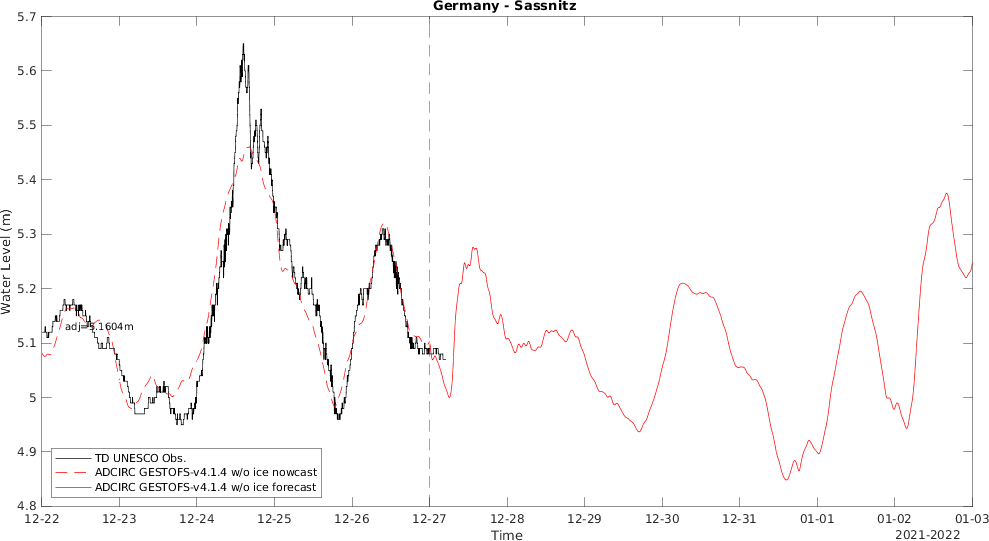 Germany - Sassnitz
5.7
5.6
5.5
5.4
5.3
5.2
5.1
5
4.9
4.8
Water Level (m)
adj=5.1604m
TD UNESCO Obs.
ADCIRC GESTOFS-v4.1.4 w/o ice nowcast
ADCIRC GESTOFS-v4.1.4 w/o ice forecast
12-22 12-23 12-24 12-25 12-26 12-27 12-28 12-29 12-30 12-31 01-01 01-02 01-03
Time
2021-2022